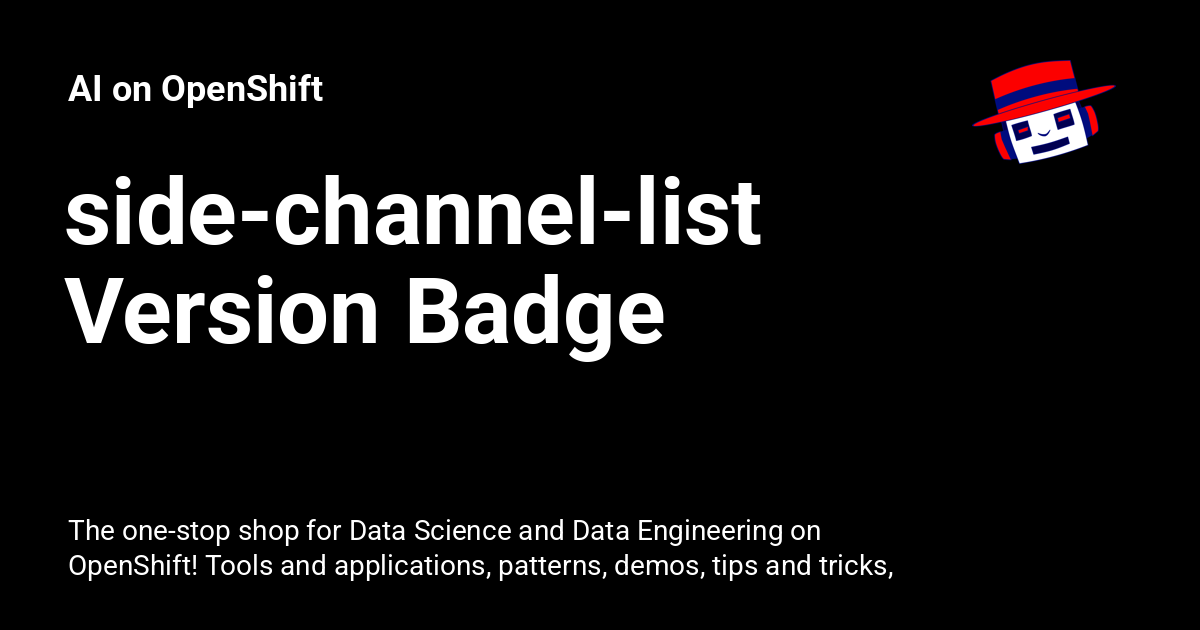 AI on OpenShift
side-channel-list
Version Badge
The one-stop shop for Data Science and Data Engineering on
OpenShift! Tools and applications, patterns, demos, tips and tricks,